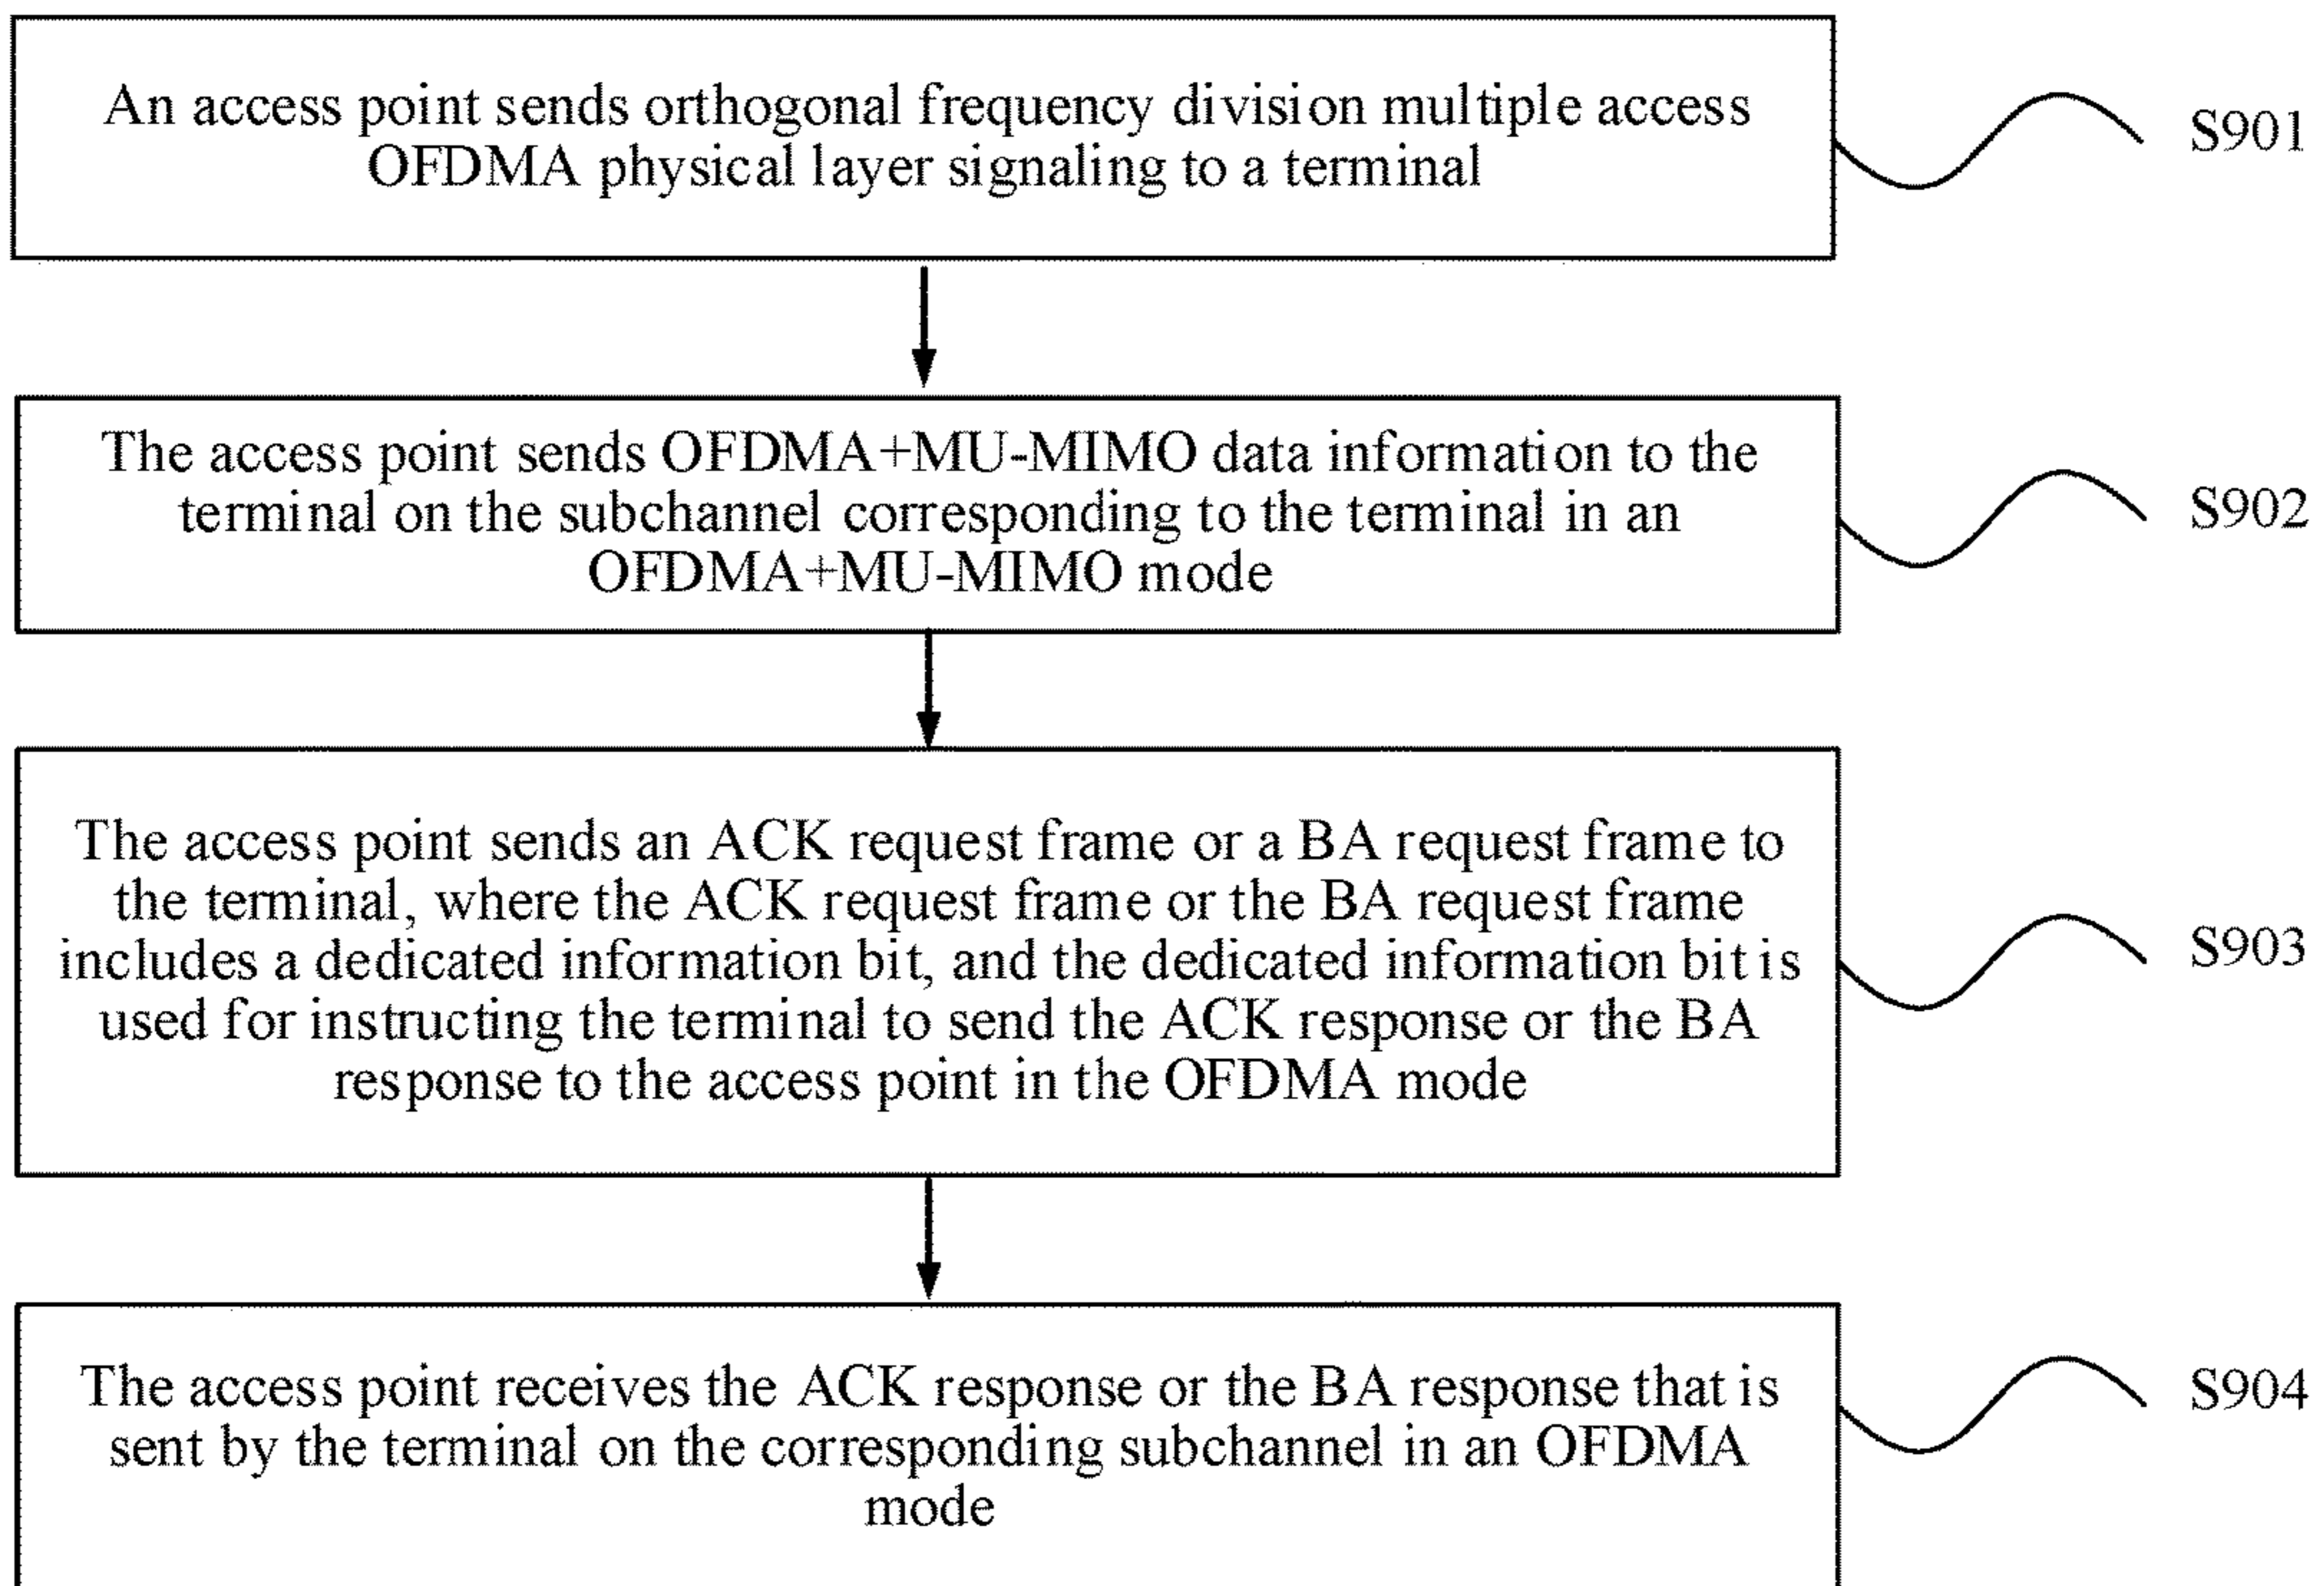 An access point sends orthogonal frequency division multiple access
OFDMA physical layer signaling to a terminal
S901
The access point sends OFDMA+MU-MIMO data information to the
terminal on the subchannel corresponding to the terminal in an
OFDMA+MU-MIMO mode
S902
The access point sends an ACK request frame or a BA request frame to
the terminal, where the ACK request frame or the BA request frame
includes a dedicated information bit, and the dedicated information bit is
used for instructing the terminal to send the ACK response or the BA
response to the access point in the OFDMA mode
S903
The access point receives the ACK response or the BA response that is
sent by the terminal on the corresponding subchannel in an OFDMA
mode
S904